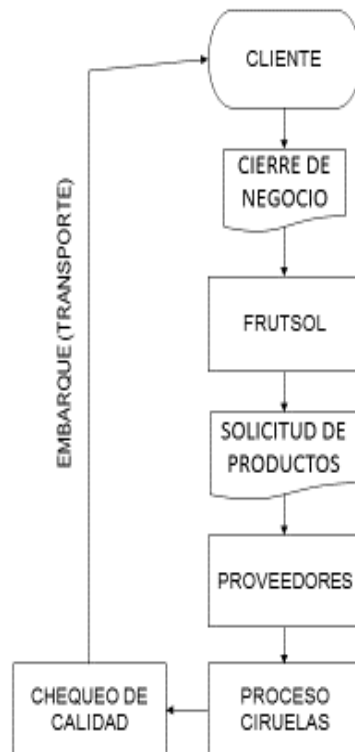 CLIENTE
CIERRE DE
NEGOCIO
FRUTSOL
SOLICITUD DE
PRODUCTOS
PROVEEDORES
PROCESO
CIRUELAS
CHEQUEO DE
CALIDAD
EMBARQUE (TRANSPORTE)